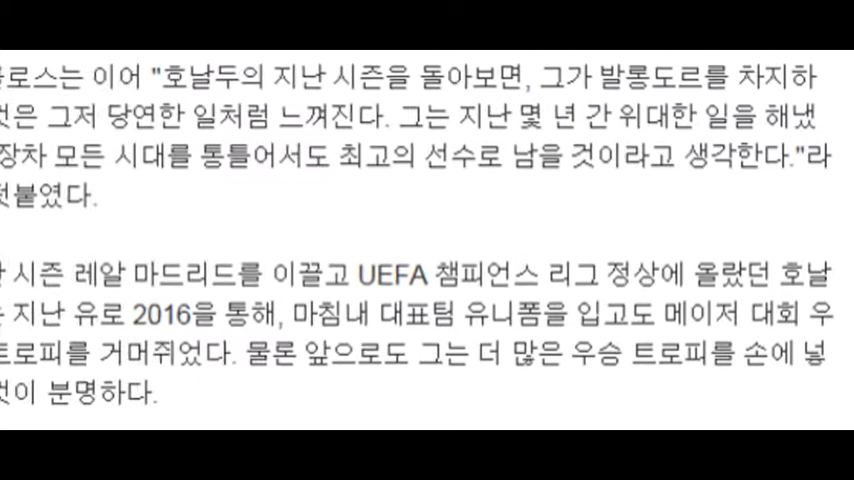 로스는 이어 "호날두의 지난 시즌을 돌아보면, 그가 발롱도르를 차지하
것은 그저 당연한 일처럼 느껴진다. 그는 지난 몇 년 간 위대한 일을 해냈
장차 모든 시대를 통틀어서도 최고의 선수로 남을 것이라고 생각한다."라
덧붙였다.
시즌 레알 마드리드를 이끌고 UEFA 챔피언스 리그 정상에 올랐던 호날
지난 유로 2016을 통해, 마침내 대표팀 유니폼을 입고도 메이저 대회 우
트로피를 거머쥐었다. 물론 앞으로도 그는 더 많은 우승 트로피를 손에 넣
것이 분명하다.